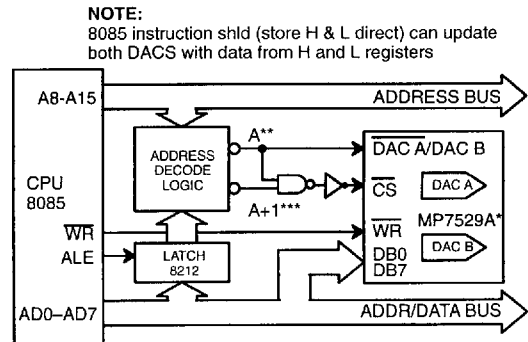 NOTE:
8085 instruction shld (store H & L direct) can update
both DACS with data from H and L registers
A8-A15
ADDRESS BUS
ADDRESS
DECODE
LOGIC
A**
A+1***
DAC A/DAC B
CS
DAC A
CPU
8085
WR
ALE
LATCH
8212
WR
MP7529A*
DAC B
DB0
DB7
AD0–AD7
ADDR/DATA BUS